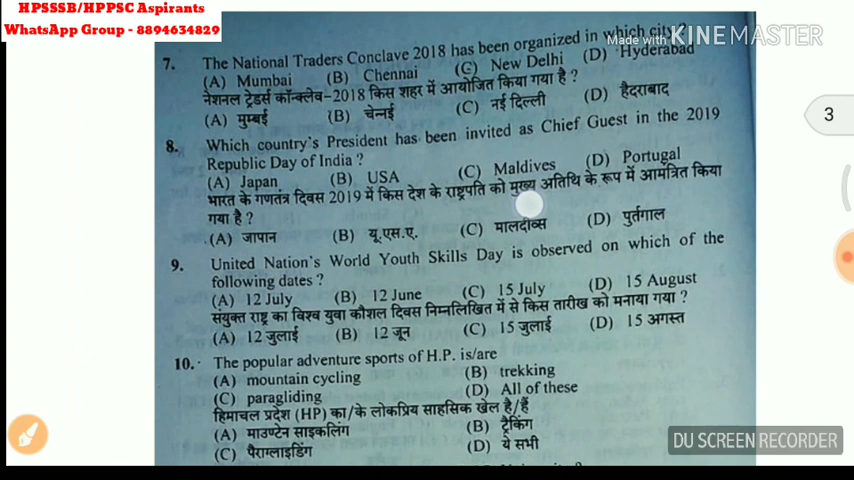 HPSSSB/HPPSC Aspirants
WhatsApp Group - 8894634829
Made with KINEMASTER
7. The National Traders Conclave 2018 has been organized in which city ?
(A) Mumbai (B) Chennai (C) New Delhi (D) Hyderabad
नेशनल ट्रेडर्स कॉन्क्लेव-2018 किस शहर में आयोजित किया गया है ?
(A) मुम्बई (B) चेन्नई (C) नई दिल्ली (D) हैदराबाद
3
8. Which country's President has been invited as Chief Guest in the 2019
Republic Day of India ?
(A) Japan (B) USA (C) Maldives (D) Portugal
भारत के गणतंत्र दिवस 2019 में किस देश के राष्ट्रपति को मुख्य अतिथि के रूप में आमंत्रित किया
गया है ?
(A) जापान (B) यू.एस.ए. (C) मालदीव्स (D) पुर्तगाल
9. United Nation's World Youth Skills Day is observed on which of the
following dates ?
(A) 12 July (B) 12 June (C) 15 July (D) 15 August
संयुक्त राष्ट्र का विश्व युवा कौशल दिवस निम्नलिखित में से किस तारीख को मनाया गया ?
(A) 12 जुलाई (B) 12 जून (C) 15 जुलाई (D) 15 अगस्त
10. The popular adventure sports of H.P. is/are
(A) mountain cycling (B) trekking
(C) paragliding (D) All of these
हिमाचल प्रदेश (HP) का/के लोकप्रिय साहसिक खेल है/हैं
(A) माउण्टेन साइकलिंग (B) ट्रैकिंग
(C) पैराग्लाइडिंग (D) ये सभी
DU SCREEN RECORDER